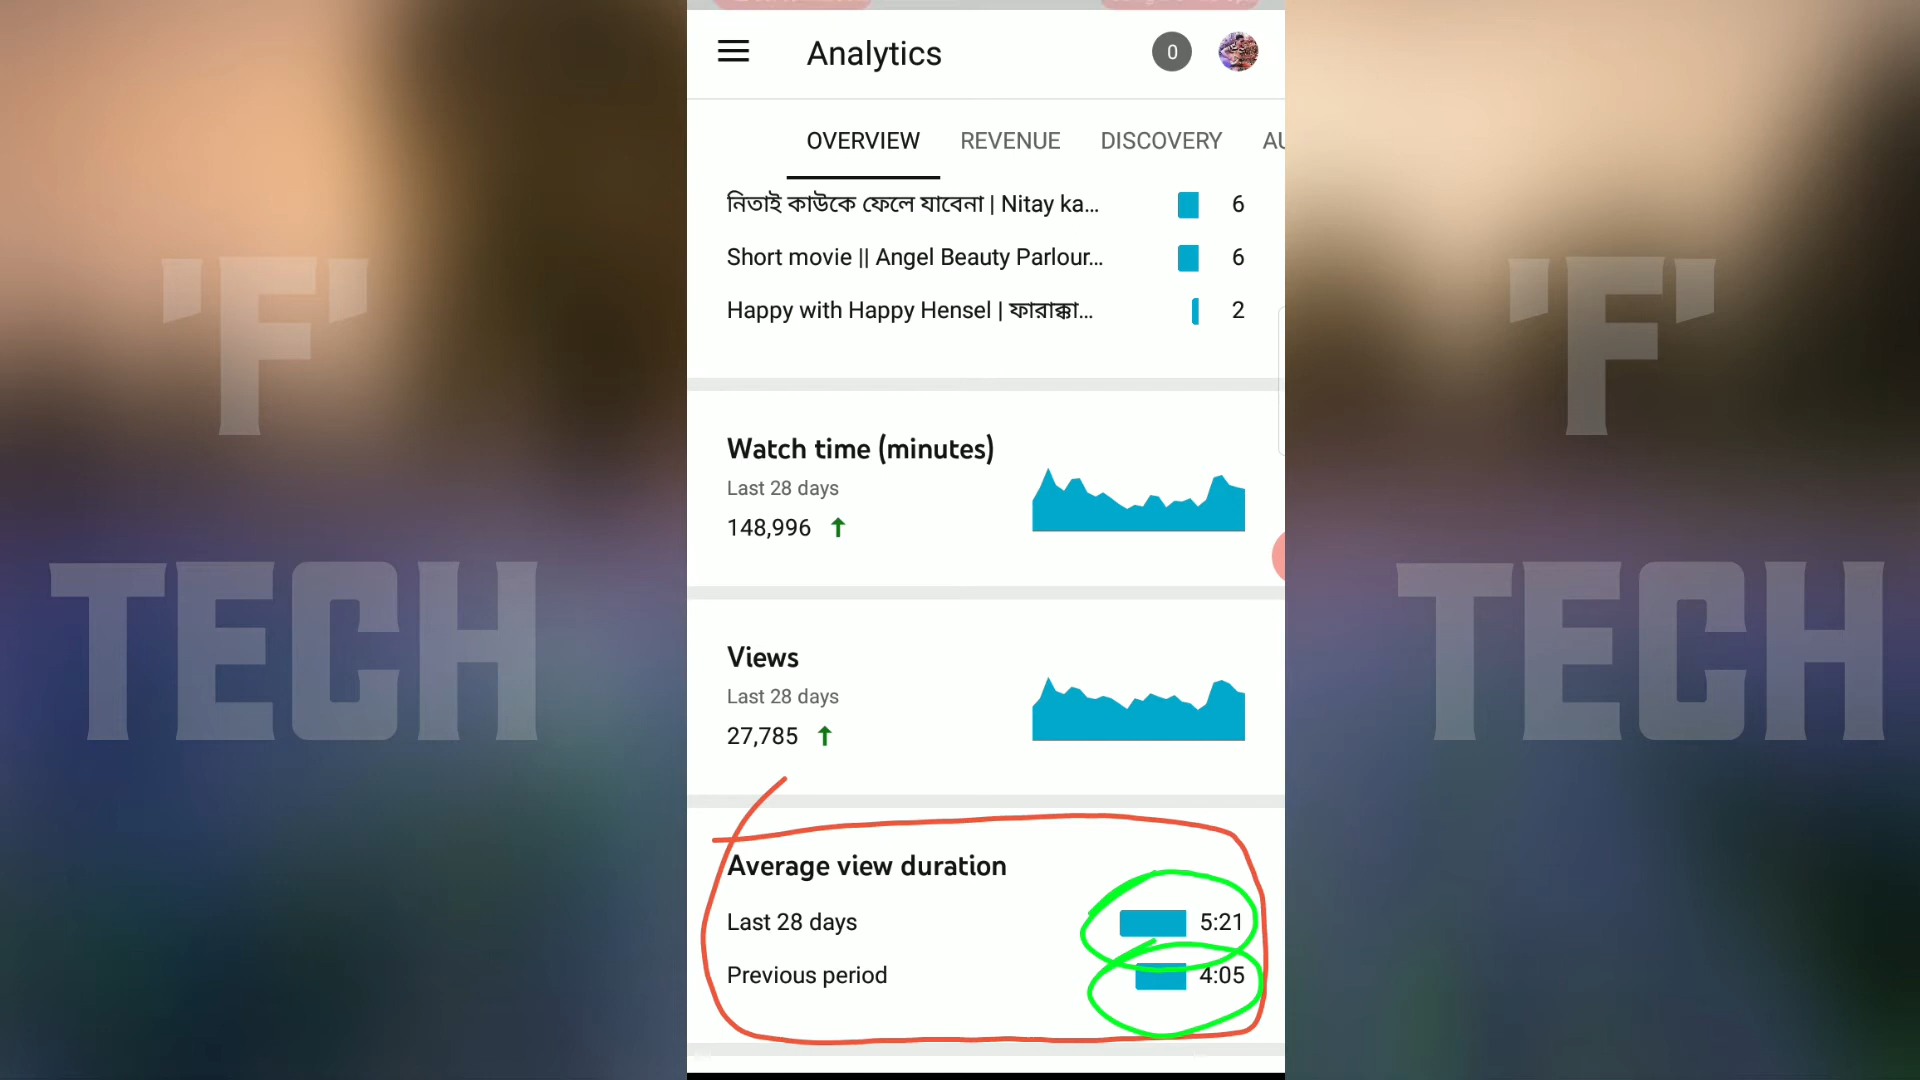 Analytics
0
OVERVIEW REVENUE DISCOVERY AU
নিতাই কাউকে ফেলে যাবেনা | Nitay ka... 6
Short movie || Angel Beauty Parlour... 6
Happy with Happy Hensel | ফারাক্কা... 2
Watch time (minutes)
Last 28 days
148,996
Views
Last 28 days
27,785
Average view duration
Last 28 days 5:21
Previous period 4:05
'F'
TECH
'F'
TECH